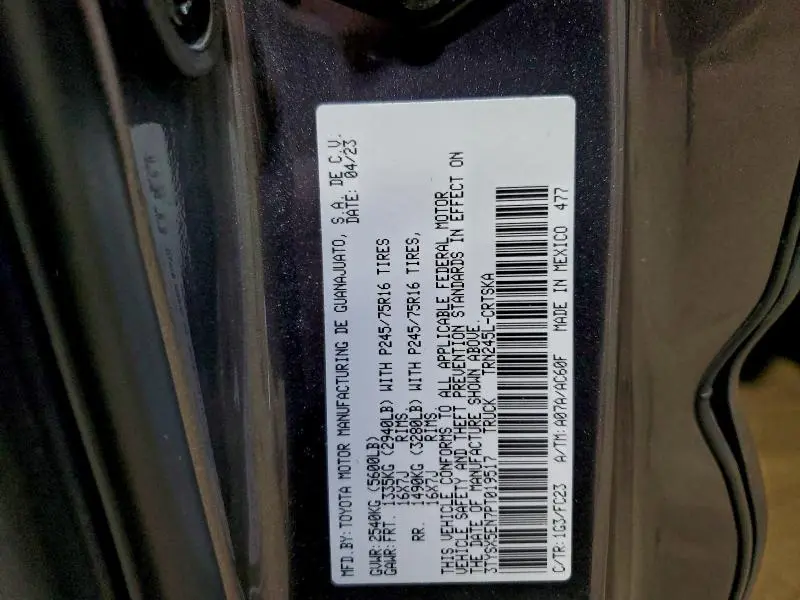 MFD.BY:TOYOTA MOTOR MANUFACTURING DE GUANAJUATO, S.A. DE C.V.
DATE: 04/23
GVWR:2540KG (5600LB)
GAWR:FRT. 1335KG (2940LB) WITH P245/75R16 TIRES
16X7J RIMS,
RR. 1490KG (3280LB) WITH P245/75R16 TIRES,
16X7J RIMS.
THIS VEHICLE CONFORMS TO ALL APPLICABLE FEDERAL MOTOR
VEHICLE SAFETY AND THEFT PREVENTION STANDARDS IN EFFECT ON
THE DATE OF MANUFACTURE SHOWN ABOVE.
3TYSX5EN7PT019517 TRUCK TRN245L-CRTSKA
C/TR:1G3/FC23 A/TM:A07A/AC60F MADE IN MEXICO 477